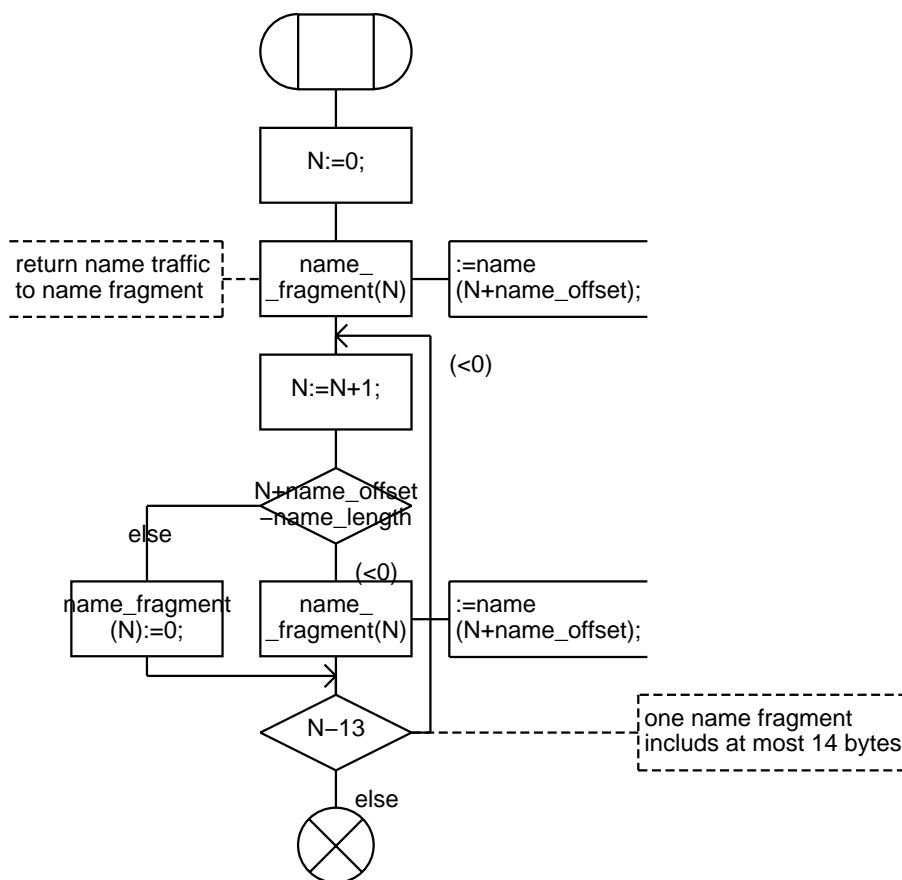 N:=0;
return name traffic
to name fragment
name_
_fragment(N)
:=name
(N+name_offset);
(<0)
N:=N+1;
N+name_offset
−name_length
else
(<0)
name_fragment
(N):=0;
name_
_fragment(N)
:=name
(N+name_offset);
N−13
one name fragment
includs at most 14 bytes
else